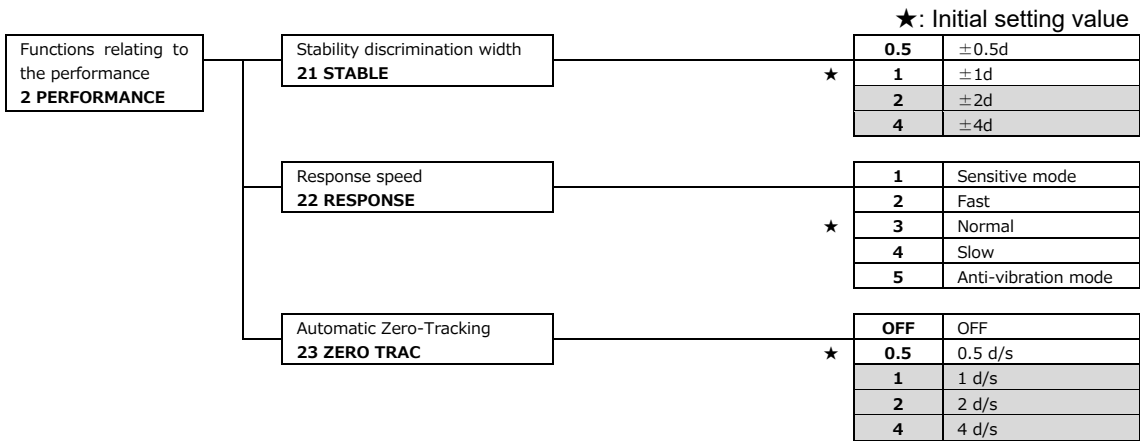 ★: Initial setting value
Functions relating to
the performance
2 PERFORMANCE
Stability discrimination width
21 STABLE
0.5 ±0.5d
★ 1 ±1d
2 ±2d
4 ±4d
Response speed
22 RESPONSE
1 Sensitive mode
2 Fast
★ 3 Normal
4 Slow
5 Anti-vibration mode
Automatic Zero-Tracking
23 ZERO TRAC
OFF OFF
★ 0.5 0.5 d/s
1 1 d/s
2 2 d/s
4 4 d/s